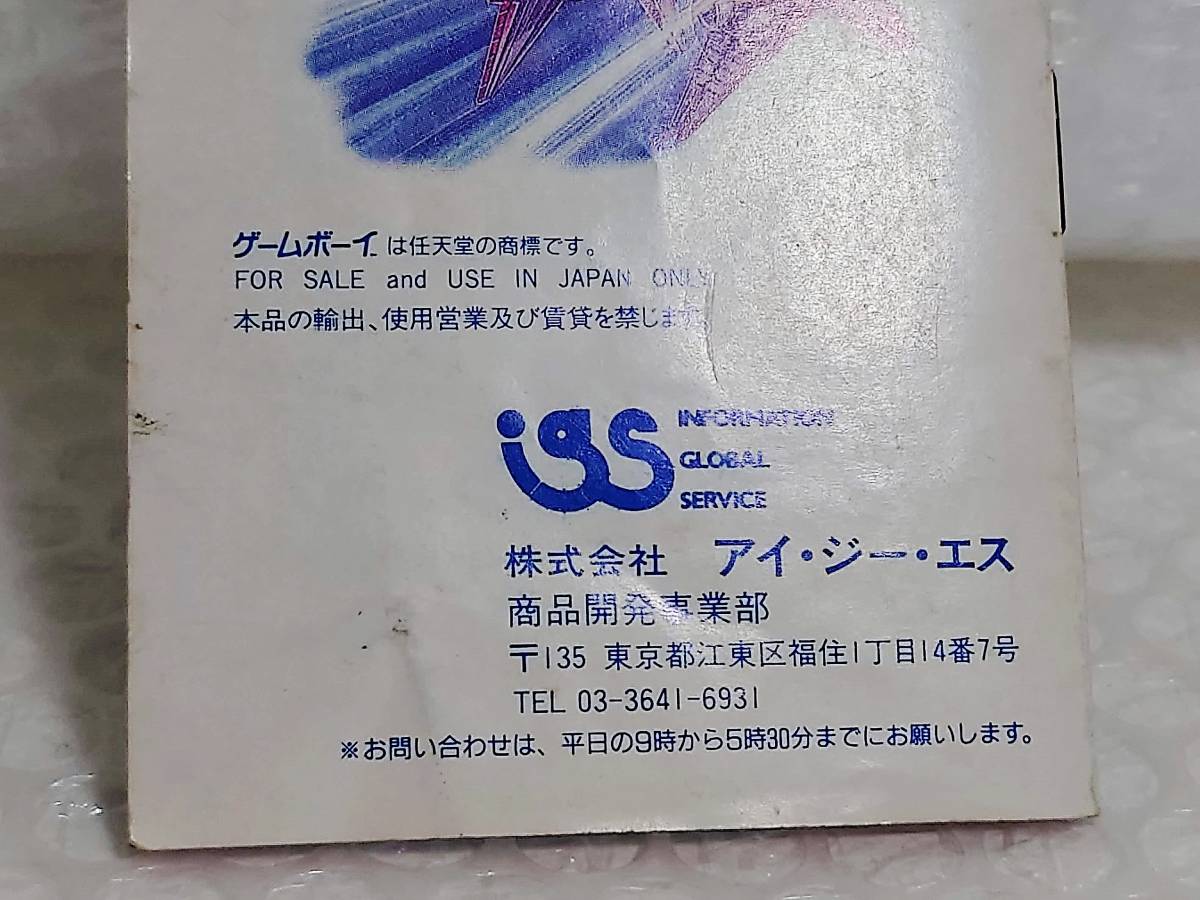 ゲームボーイ は任天堂の商標です。
FOR SALE and USE IN JAPAN ONLY
本品の輸出、使用営業及び賃貸を禁じます。
igs
INFORMATION
GLOBAL
SERVICE
株式会社 アイ・ジー・エス
商品開発事業部
〒135 東京都江東区福住1丁目14番7号
TEL 03-3641-6931
※お問い合わせは、平日の9時から5時30分までにお願いします。